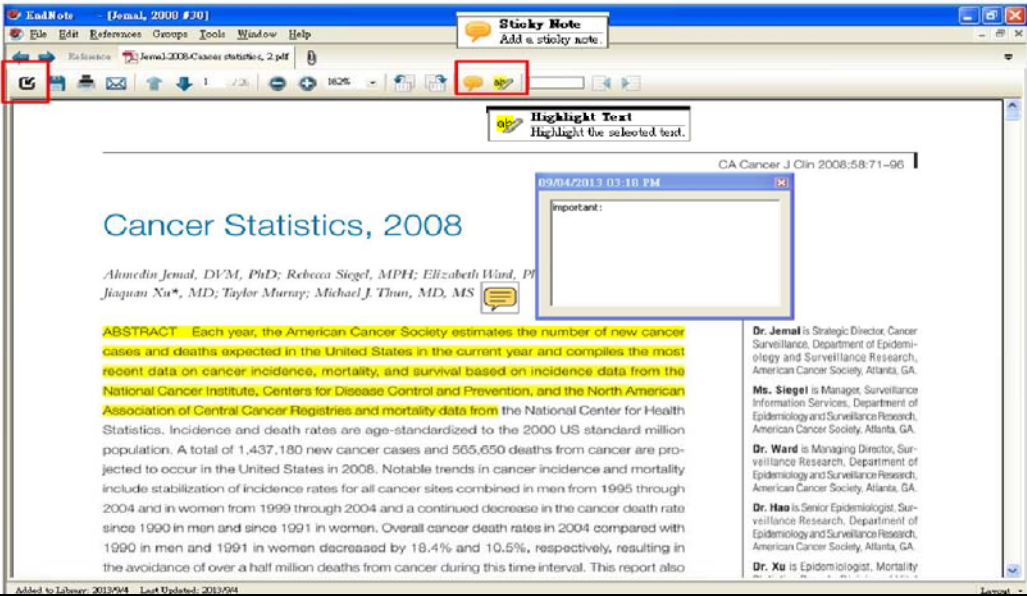 EndNote - [Jemal, 2008 #30]
File Edit References Groups Tools Window Help
Sticky Note
Add a sticky note.
Reference Jemal-2008-Cancer statistics, 2.pdf
1 /26 162%
Highlight Text
Highlight the selected text.
CA Cancer J Clin 2008;58:71–96
09/04/2013 03:18 PM
important:
Cancer Statistics, 2008
Ahmedin Jemal, DVM, PhD; Rebecca Siegel, MPH; Elizabeth Ward, Ph
Jiaquan Xu*, MD; Taylor Murray; Michael J. Thun, MD, MS
ABSTRACT Each year, the American Cancer Society estimates the number of new cancer
cases and deaths expected in the United States in the current year and compiles the most
recent data on cancer incidence, mortality, and survival based on incidence data from the
National Cancer Institute, Centers for Disease Control and Prevention, and the North American
Association of Central Cancer Registries and mortality data from the National Center for Health
Statistics. Incidence and death rates are age-standardized to the 2000 US standard million
population. A total of 1,437,180 new cancer cases and 565,650 deaths from cancer are pro-
jected to occur in the United States in 2008. Notable trends in cancer incidence and mortality
include stabilization of incidence rates for all cancer sites combined in men from 1995 through
2004 and in women from 1999 through 2004 and a continued decrease in the cancer death rate
since 1990 in men and since 1991 in women. Overall cancer death rates in 2004 compared with
1990 in men and 1991 in women decreased by 18.4% and 10.5%, respectively, resulting in
the avoidance of over a half million deaths from cancer during this time interval. This report also
Dr. Jemal is Strategic Director, Cancer
Surveillance, Department of Epidemi-
ology and Surveillance Research,
American Cancer Society, Atlanta, GA.
Ms. Siegel is Manager, Surveillance
Information Services, Department of
Epidemiology and Surveillance Research,
American Cancer Society, Atlanta, GA.
Dr. Ward is Managing Director, Sur-
veillance Research, Department of
Epidemiology and Surveillance Research,
American Cancer Society, Atlanta, GA.
Dr. Hao is Senior Epidemiologist, Sur-
veillance Research, Department of
Epidemiology and Surveillance Research,
American Cancer Society, Atlanta, GA.
Dr. Xu is Epidemiologist, Mortality
Added to Library: 2013/9/4 Last Updated: 2013/9/4
Layout